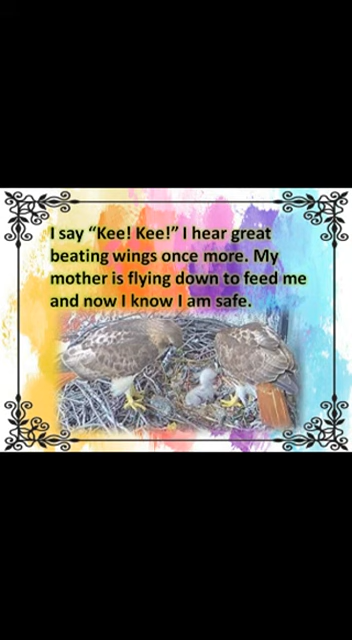 I say “Kee! Kee!” I hear great
beating wings once more. My
mother is flying down to feed me
and now I know I am safe.